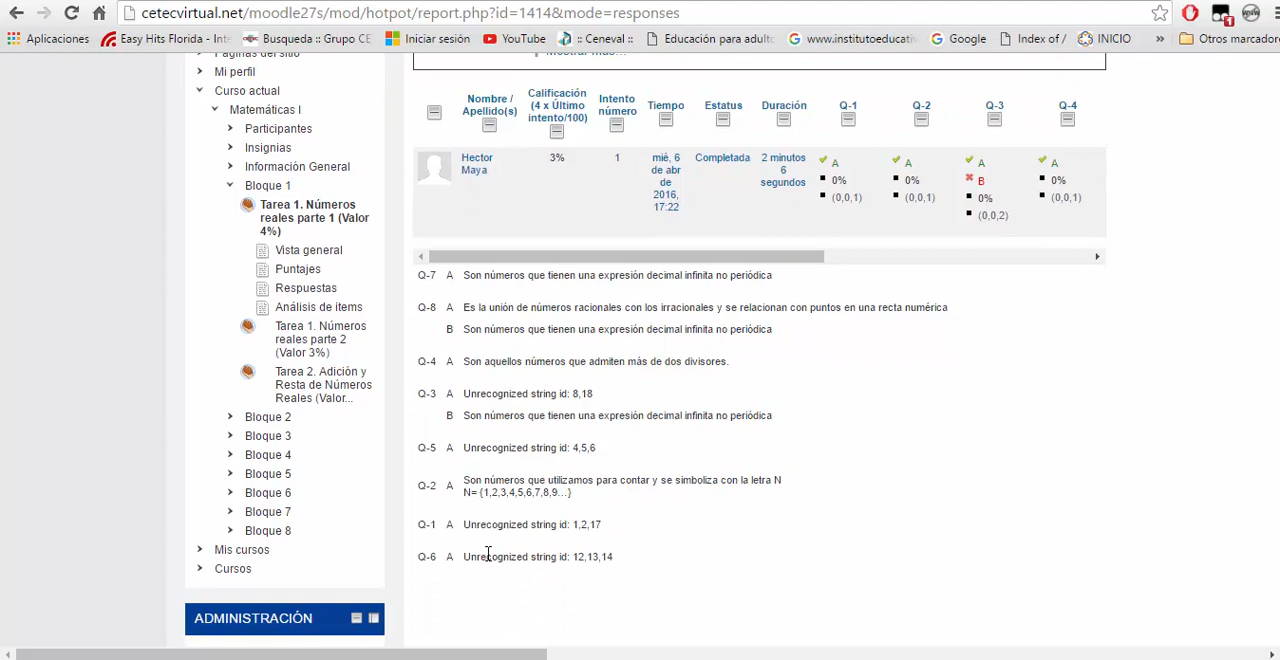 cetecvirtual.net/moodle27s/mod/hotpot/report.php?id=1414&mode=responses
Aplicaciones
Easy Hits Florida - Inte
Busqueda :: Grupo CE
Iniciar sesión
YouTube
:: Ceneval ::
Educación para adulto
www.institutoeducativ
Google
Index of /
INICIO
»
Otros marcador
Páginas del sitio
Mi perfil
Curso actual
Matemáticas I
Participantes
Insignias
Información General
Bloque 1
Tarea 1. Números
reales parte 1 (Valor
4%)
Vista general
Puntajes
Respuestas
Análisis de items
Tarea 1. Números
reales parte 2
(Valor 3%)
Tarea 2. Adición y
Resta de Números
Reales (Valor...
Bloque 2
Bloque 3
Bloque 4
Bloque 5
Bloque 6
Bloque 7
Bloque 8
Mis cursos
Cursos
ADMINISTRACIÓN
Mostrar más...
Nombre /
Apellido(s)
Calificación
(4 x Último
intento/100)
Intento
número
Tiempo
Estatus
Duración
Q-1
Q-2
Q-3
Q-4
Hector
Maya
3%
1
mié, 6
de abr
de
2016,
17:22
Completada
2 minutos
6
segundos
A
0%
(0,0,1)
A
0%
(0,0,1)
A
B
0%
(0,0,2)
A
0%
(0,0,1)
Q-7 A Son números que tienen una expresión decimal infinita no periódica
Q-8 A Es la unión de números racionales con los irracionales y se relacionan con puntos en una recta numérica
B Son números que tienen una expresión decimal infinita no periódica
Q-4 A Son aquellos números que admiten más de dos divisores.
Q-3 A Unrecognized string id: 8,18
B Son números que tienen una expresión decimal infinita no periódica
Q-5 A Unrecognized string id: 4,5,6
Q-2 A Son números que utilizamos para contar y se simboliza con la letra N
N= {1,2,3,4,5,6,7,8,9...}
Q-1 A Unrecognized string id: 1,2,17
Q-6 A Unrecognized string id: 12,13,14